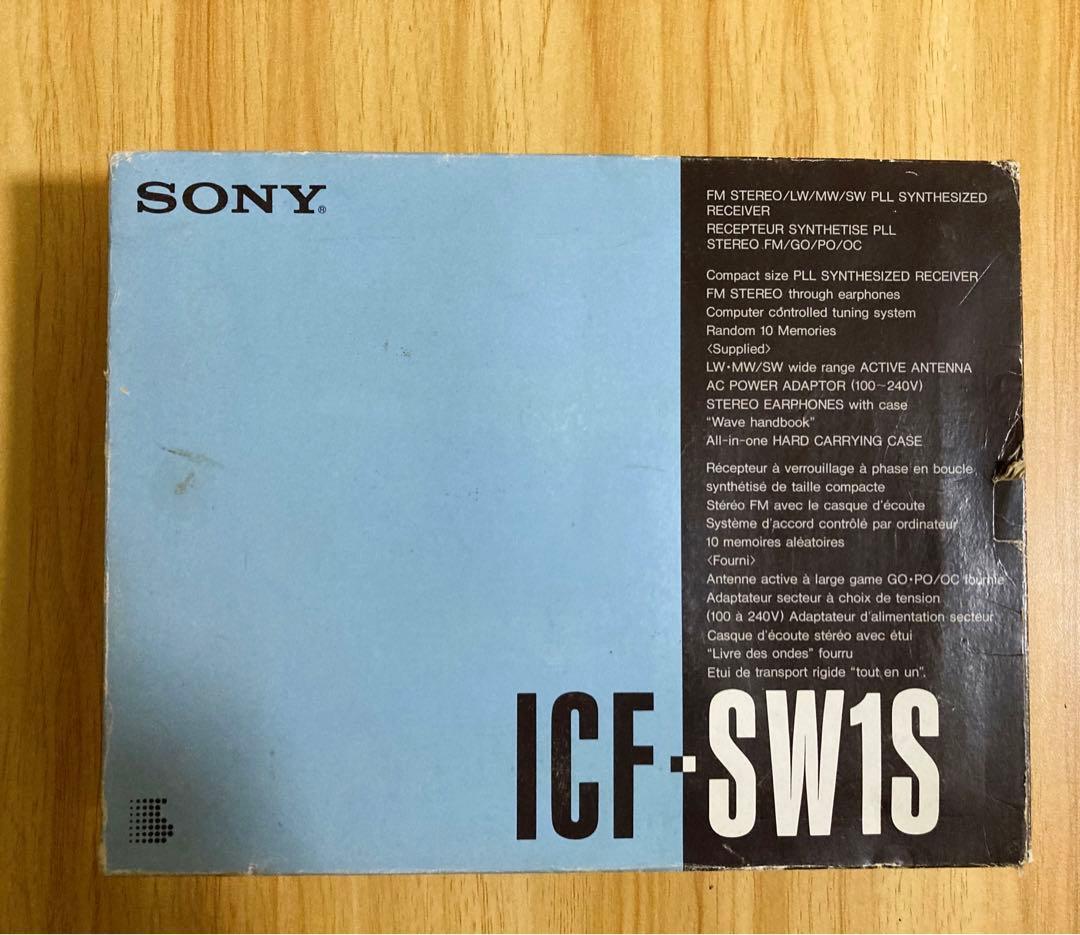 SONY®
FM STEREO/LW/MW/SW PLL SYNTHESIZED
RECEIVER
RECEPTEUR SYNTHETISE PLL
STEREO FM/GO/PO/OC
Compact size PLL SYNTHESIZED RECEIVER
FM STEREO through earphones
Computer controlled tuning system
Random 10 Memories
<Supplied>
LW•MW/SW wide range ACTIVE ANTENNA
AC POWER ADAPTOR (100~240V)
STEREO EARPHONES with case
"Wave handbook"
All-in-one HARD CARRYING CASE
Récepteur à verrouillage à phase en boucle,
synthétisé de taille compacte
Stéréo FM avec le casque d'écoute
Système d'accord contrôlé par ordinateur
10 memoires aléatoires
<Fourni>
Antenne active à large game GO•PO/OC fournie
Adaptateur secteur à choix de tension
(100 à 240V) Adaptateur d'alimentation secteur
Casque d'écoute stéréo avec étui
"Livre des ondes" fourru
Etui de transport rigide "tout en un".
ICF-SW1S